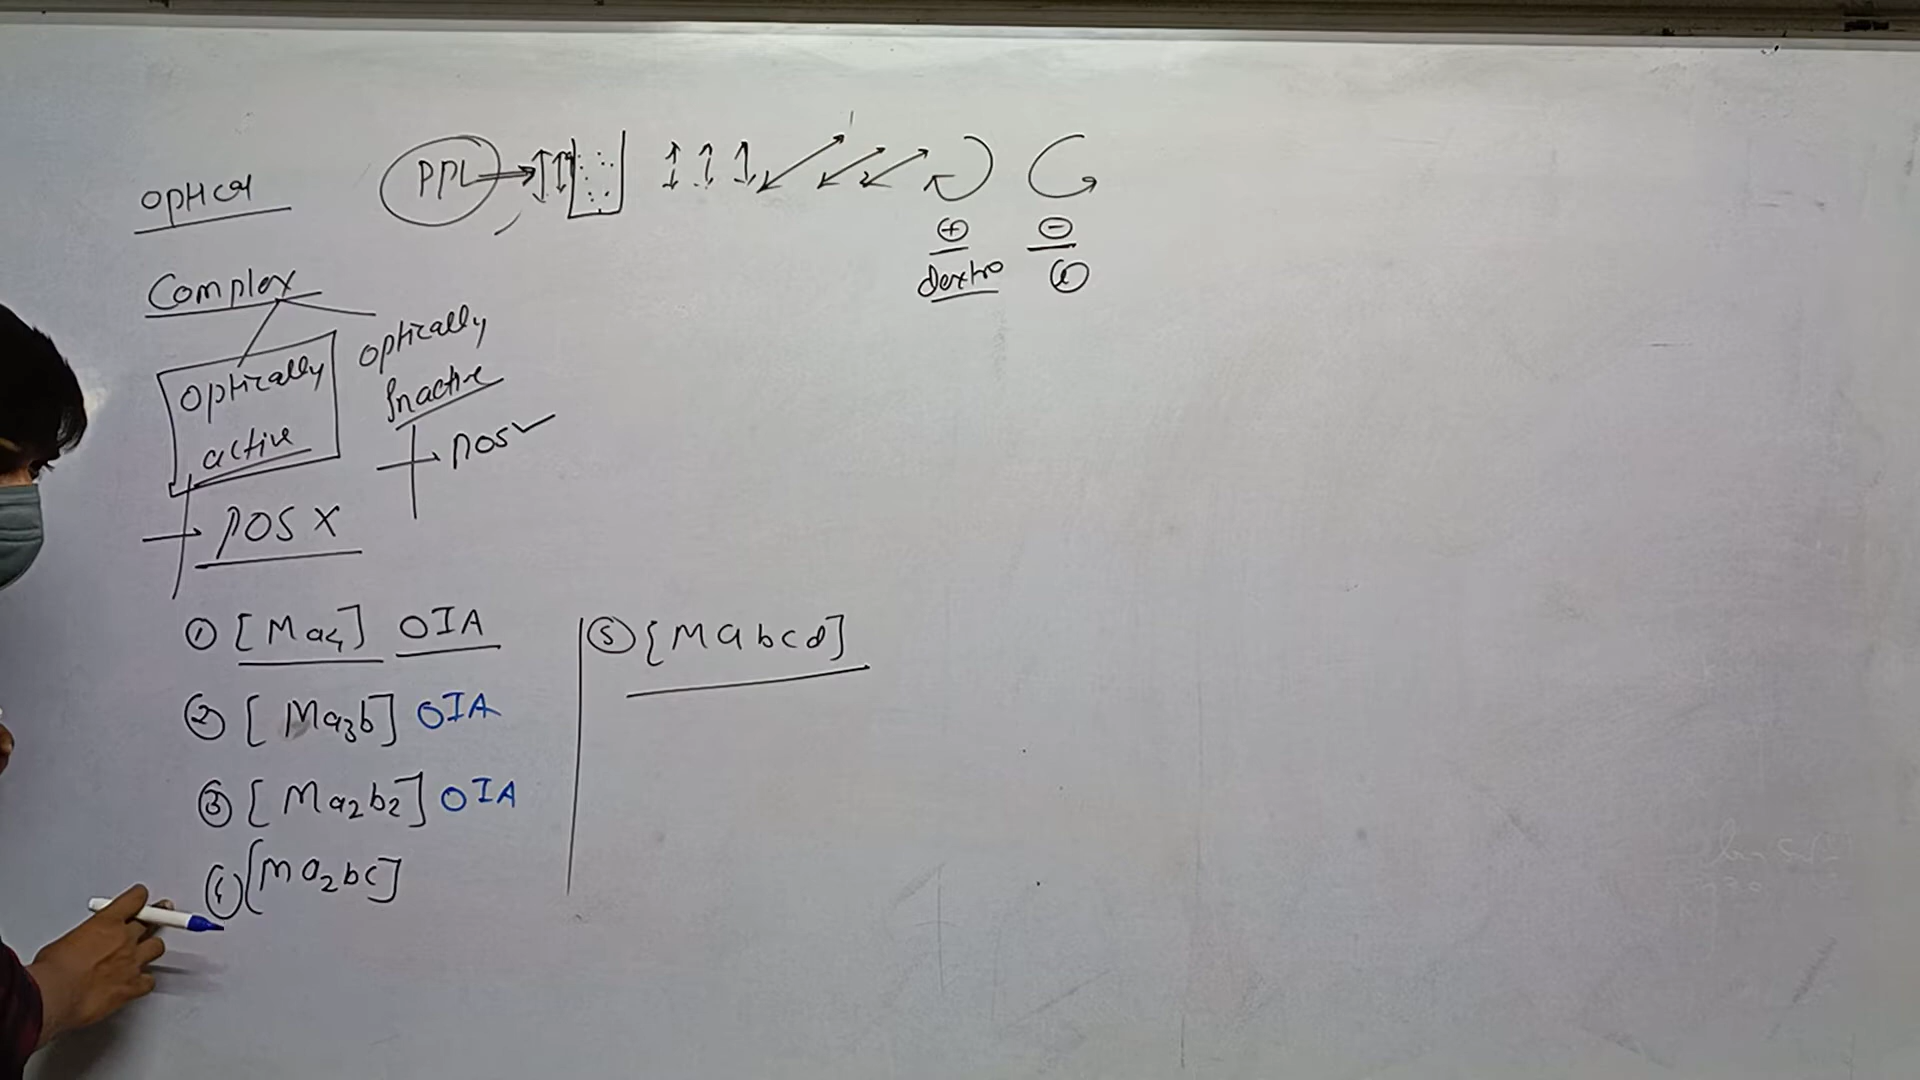 optical PPL
+ -
dextro l
Complex
optically active
optically Inactive
POS ✓
POS X
① [Ma4] OIA
② [Ma3b] OIA
③ [Ma2b2] OIA
④ [Ma2bc]
⑤ [Mabcd]